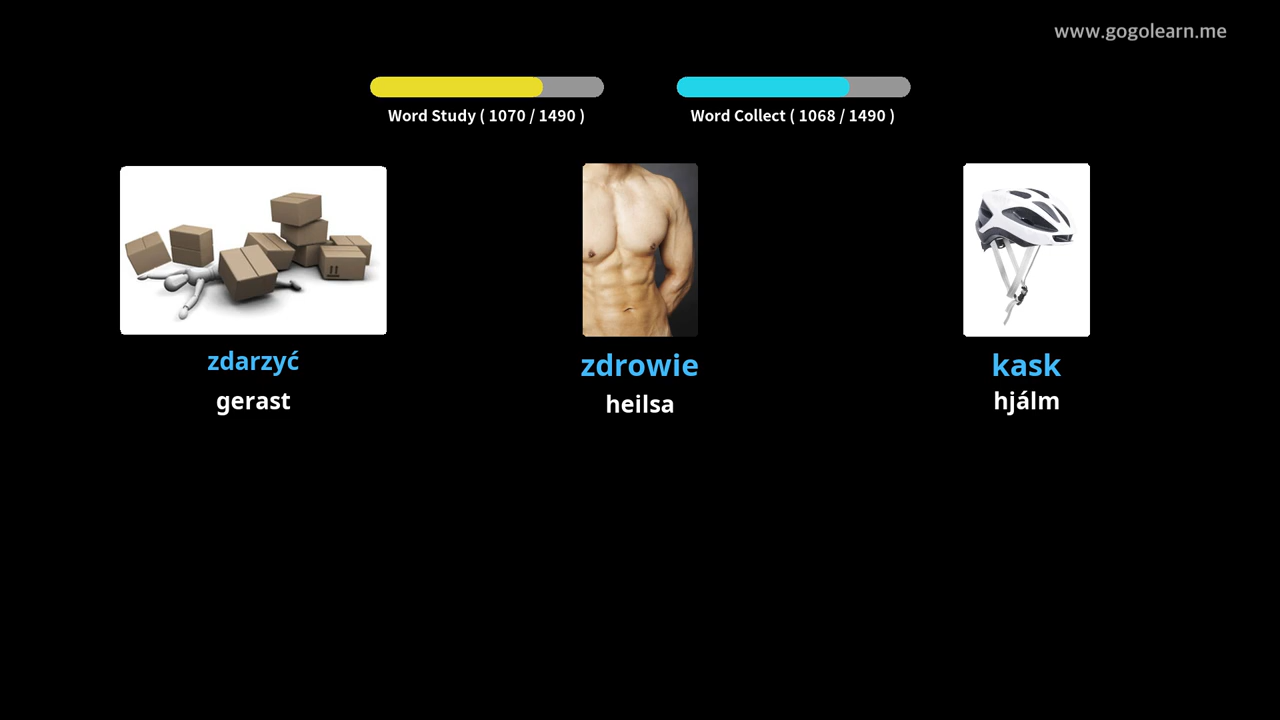 www.gogolearn.me
Word Study ( 1070 / 1490 )
Word Collect ( 1068 / 1490 )
zdarzyć
gerast
zdrowie
heilsa
kask
hjálm